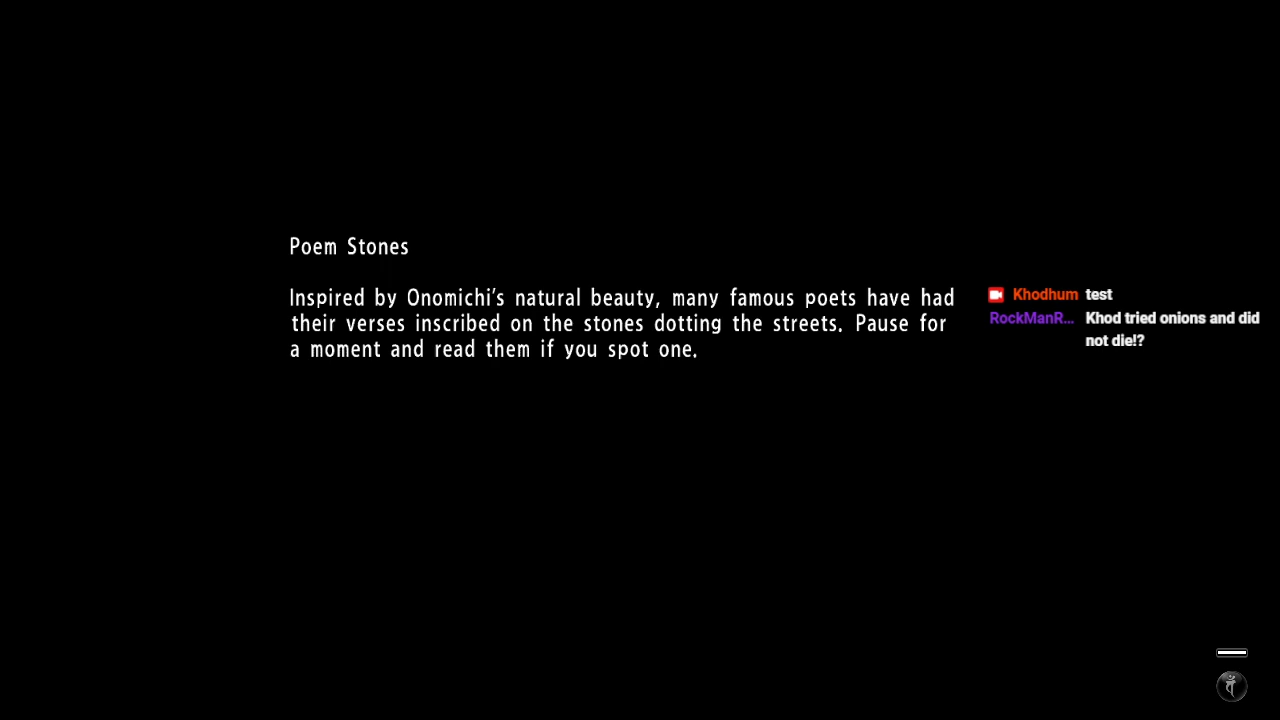 Poem Stones
Inspired by Onomichi's natural beauty, many famous poets have had
their verses inscribed on the stones dotting the streets. Pause for
a moment and read them if you spot one.
Khodhum test
RockManR... Khod tried onions and did
not die!?